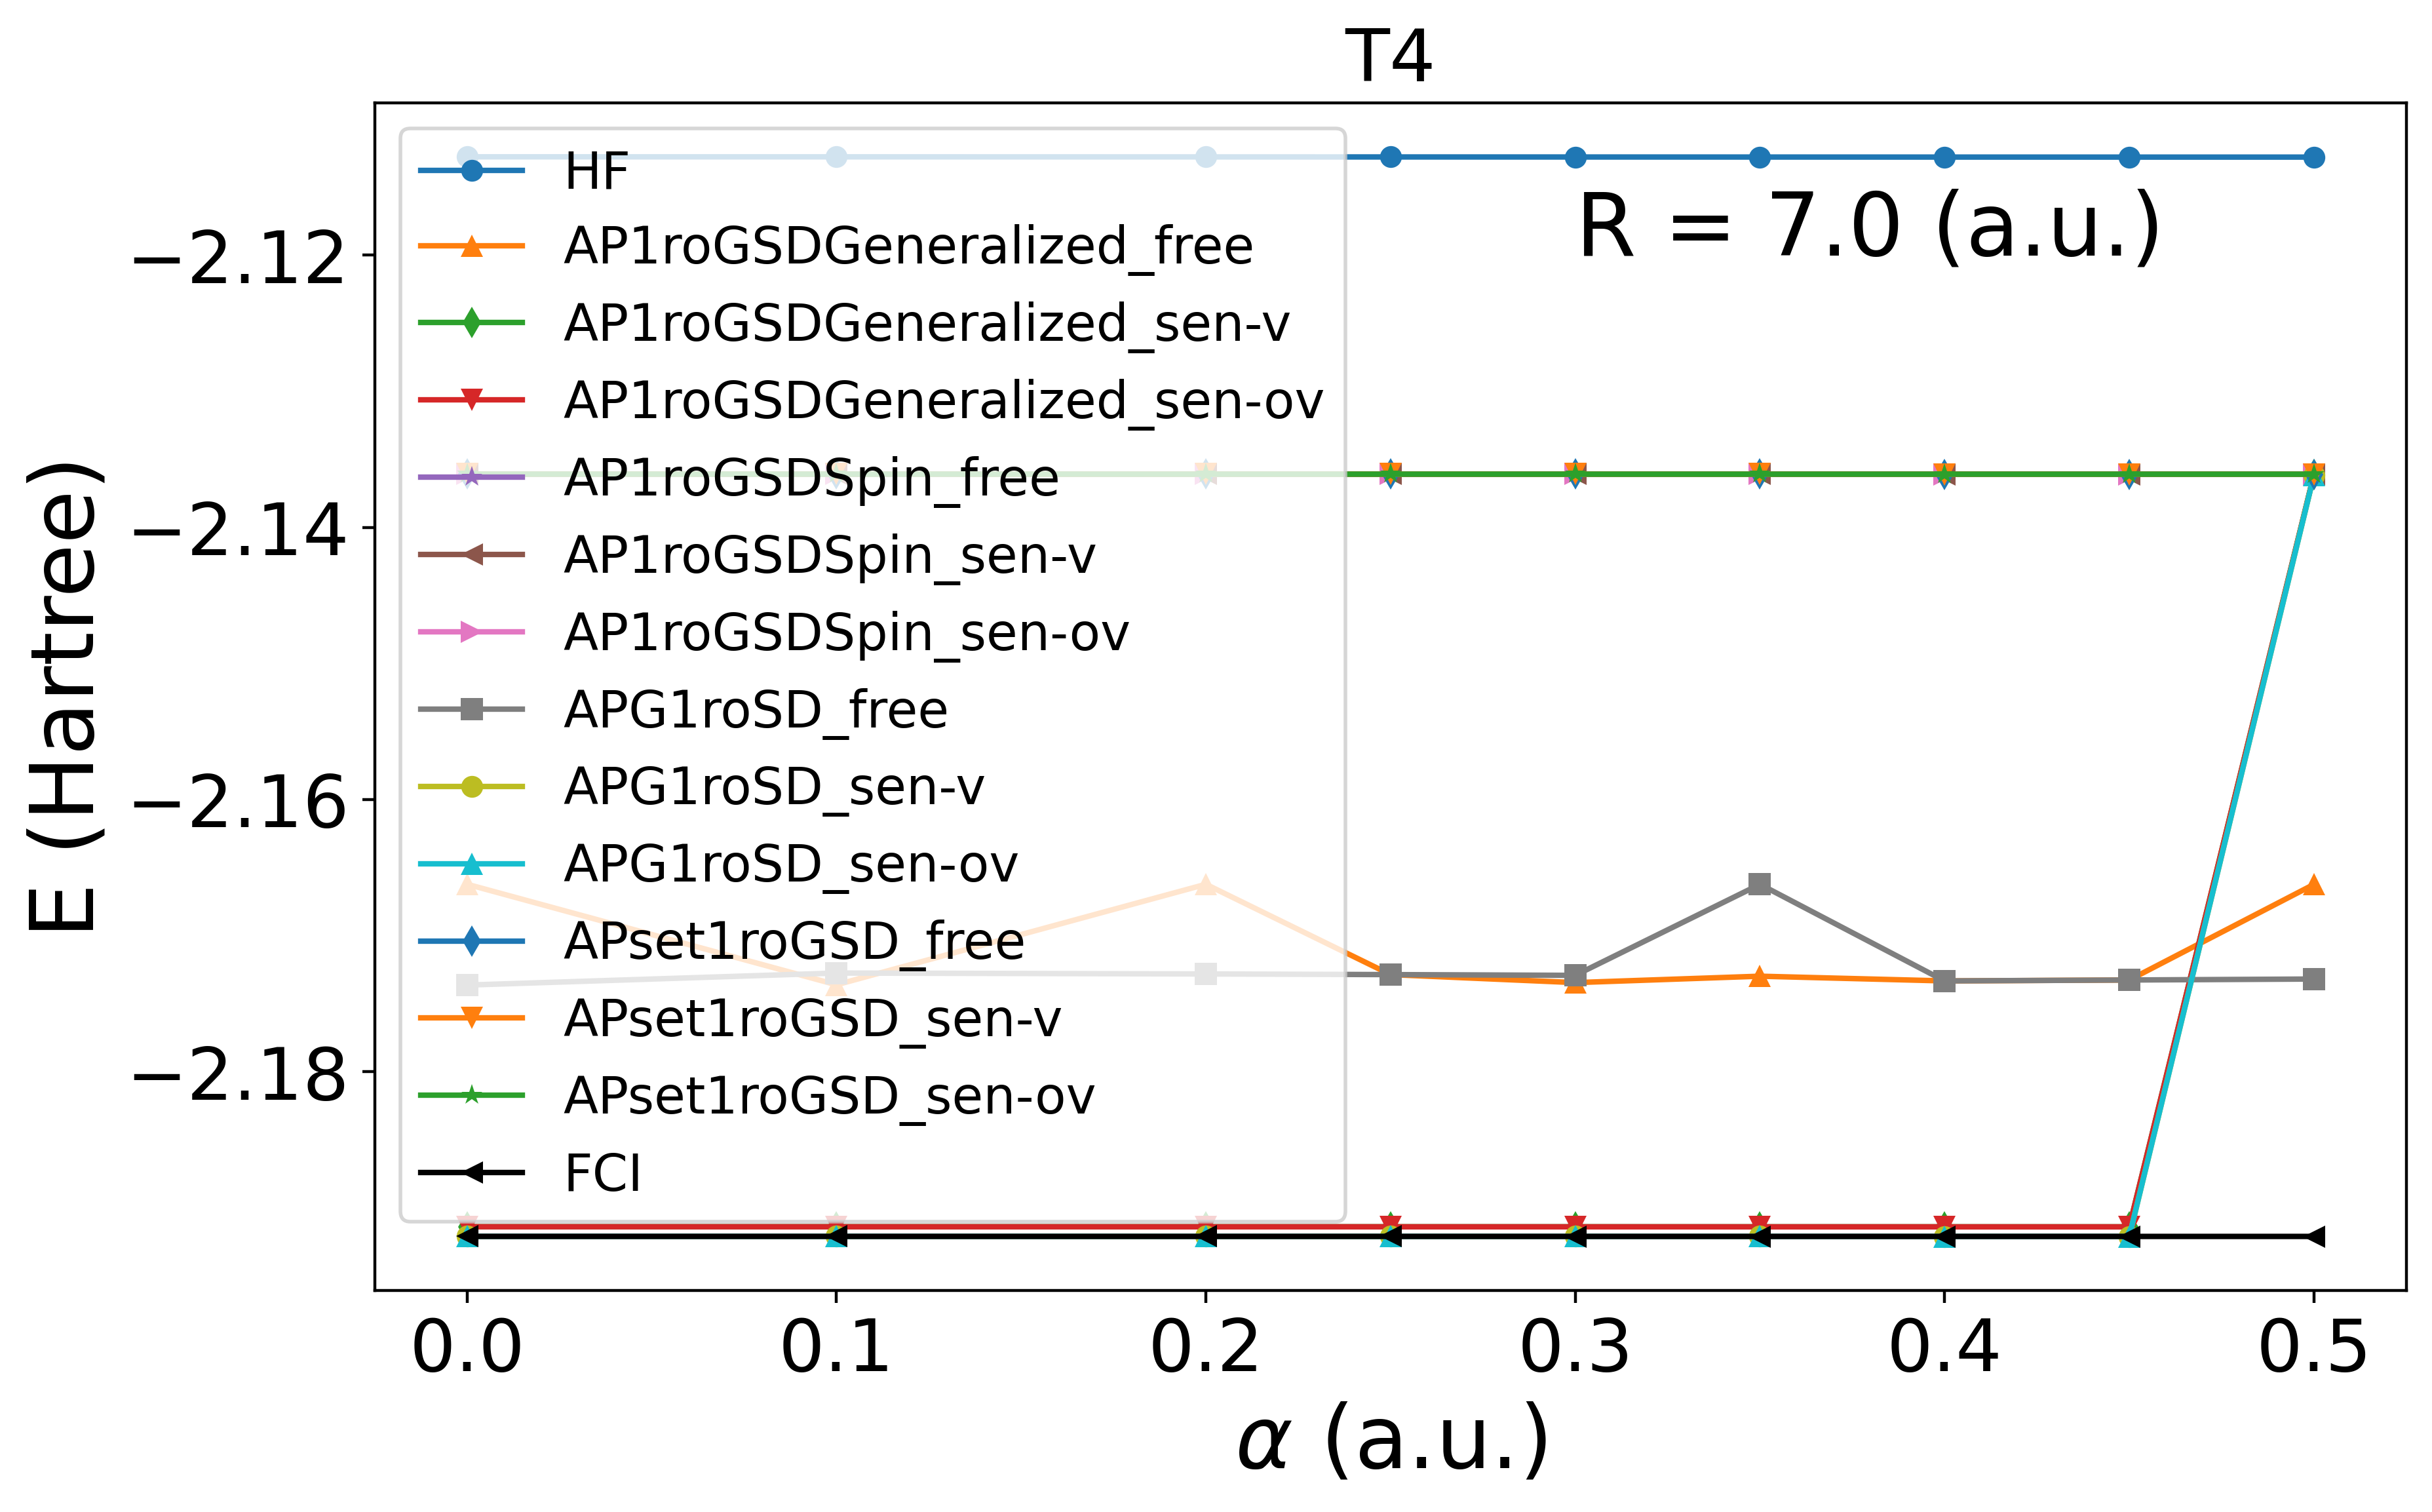 T4
R = 7.0 (a.u.)
HF
AP1roGSDGeneralized_free
AP1roGSDGeneralized_sen-v
AP1roGSDGeneralized_sen-ov
AP1roGSDSpin_free
AP1roGSDSpin_sen-v
AP1roGSDSpin_sen-ov
APG1roSD_free
APG1roSD_sen-v
APG1roSD_sen-ov
APset1roGSD_free
APset1roGSD_sen-v
APset1roGSD_sen-ov
FCI
E (Hartree)
−2.12
−2.14
−2.16
−2.18
0.0 0.1 0.2 0.3 0.4 0.5
α (a.u.)